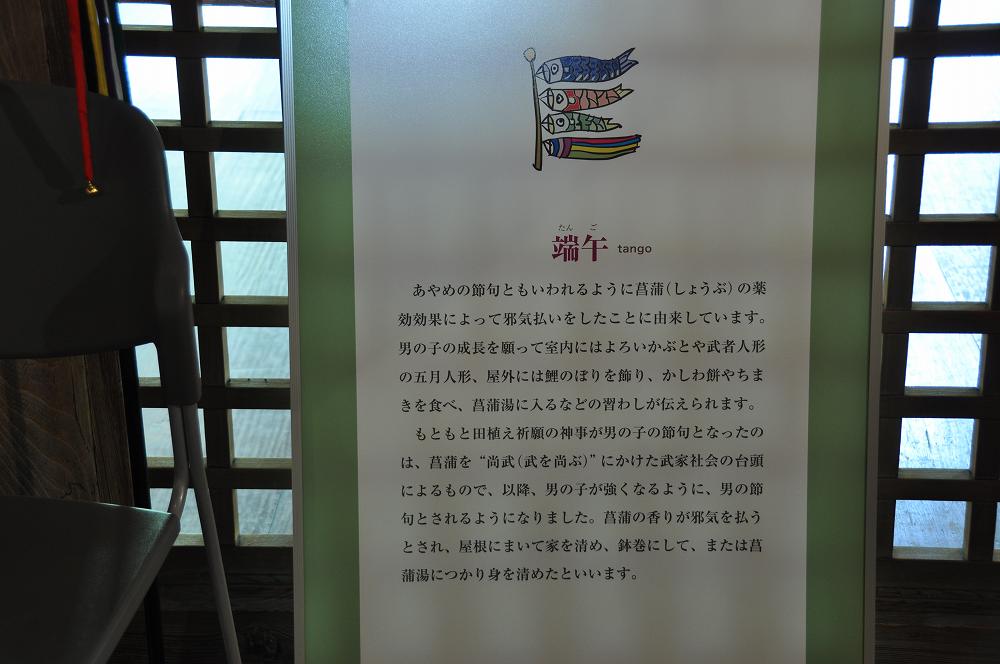 たん ご
端午 tango
あやめの節句ともいわれるように菖蒲（しょうぶ）の薬
効効果によって邪気払いをしたことに由来しています。
男の子の成長を願って室内にはよろいかぶとや武者人形
の五月人形、屋外には鯉のぼりを飾り、かしわ餅やちま
きを食べ、菖蒲湯に入るなどの習わしが伝えられます。
もともと田植え祈願の神事が男の子の節句となったの
は、菖蒲を“尚武（武を尚ぶ）”にかけた武家社会の台頭
によるもので、以降、男の子が強くなるように、男の節
句とされるようになりました。菖蒲の香りが邪気を払う
とされ、屋根にまいて家を清め、鉢巻にして、または菖
蒲湯につかり身を清めたといいます。